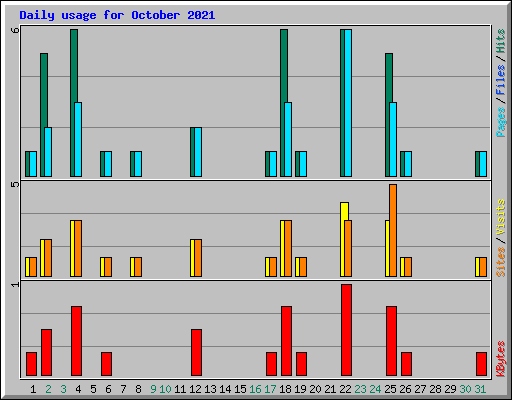 Daily usage for October 2021
6
Pages / Files / Hits
5
Sites / Visits
1
KBytes
1 2 3 4 5 6 7 8 9 10 11 12 13 14 15 16 17 18 19 20 21 22 23 24 25 26 27 28 29 30 31